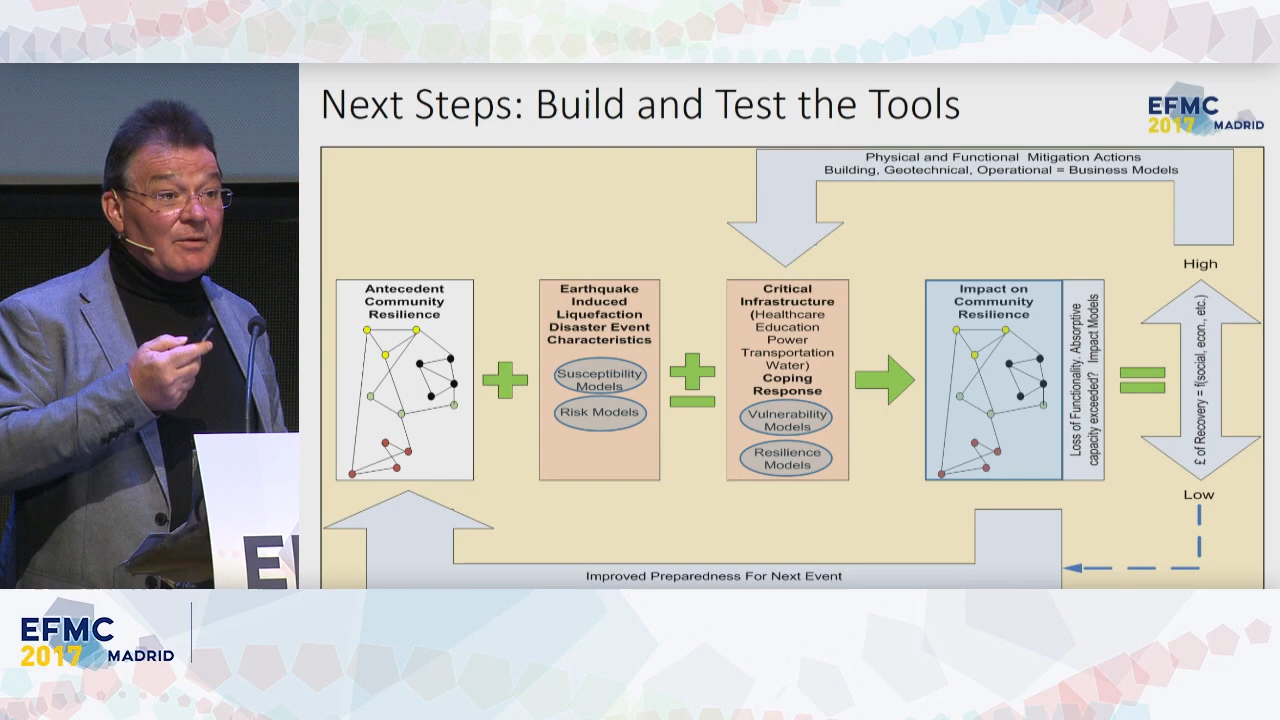 Next Steps: Build and Test the Tools
EFMC
2017 MADRID
Physical and Functional Mitigation Actions
Building, Geotechnical, Operational = Business Models
Antecedent
Community
Resilience
Earthquake
Induced
Liquefaction
Disaster Event
Characteristics
Susceptibility
Models
Risk Models
Critical
Infrastructure
(Healthcare
Education
Power
Transportation
Water)
Coping
Response
Vulnerability
Models
Resilience
Models
Impact on
Community
Resilience
Loss of Functionality, Absorptive
capacity exceeded? Impact Models
High
£ of Recovery = f(social, econ., etc.)
Low
Improved Preparedness For Next Event
E
EFMC
2017 MADRID